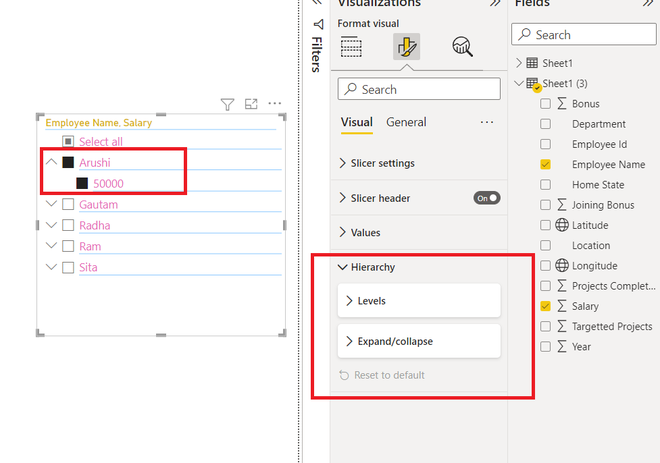 Visualizations
Format visual
Filters
Search
Visual
General
Slicer settings
Slicer header
On
Values
Hierarchy
Levels
Expand/collapse
Reset to default
Fields
Search
Sheet1
Sheet1 (3)
Bonus
Department
Employee Id
Employee Name
Home State
Joining Bonus
Latitude
Location
Longitude
Projects Complet...
Salary
Targetted Projects
Year
Employee Name, Salary
Select all
Arushi
50000
Gautam
Radha
Ram
Sita